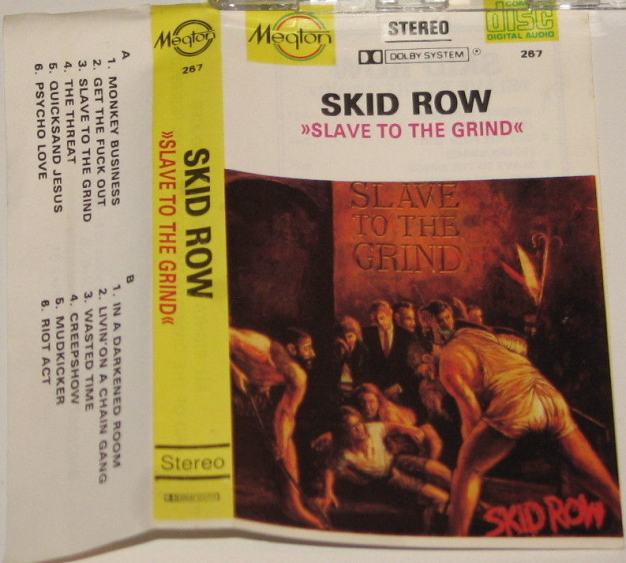 A
1. MONKEY BUSINESS
2. GET THE FUCK OUT
3. SLAVE TO THE GRIND
4. THE THREAT
5. QUICKSAND JESUS
6. PSYCHO LOVE
B
1. IN A DARKENED ROOM
2. LIVIN'ON A CHAIN GANG
3. WASTED TIME
4. CREEPSHOW
5. MUDKICKER
6. RIOT ACT
Megton
267
SKID ROW
»SLAVE TO THE GRIND«
Stereo
Megton
STEREO
DOLBY SYSTEM
disc
DIGITAL AUDIO
267
SKID ROW
»SLAVE TO THE GRIND«
SLAVE
TO THE
GRIND
SKID ROW